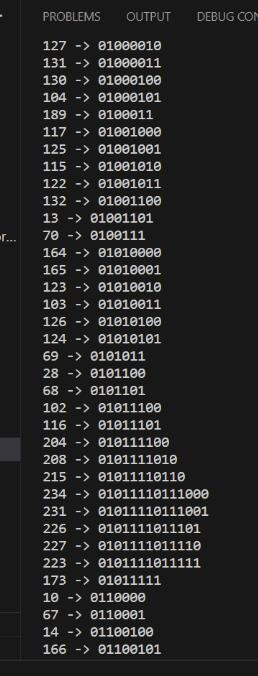 PROBLEMS OUTPUT DEBUG CON
127 -> 01000010
131 -> 01000011
130 -> 01000100
104 -> 01000101
189 -> 0100011
117 -> 01001000
125 -> 01001001
115 -> 01001010
122 -> 01001011
132 -> 01001100
13 -> 01001101
70 -> 0100111
164 -> 01010000
165 -> 01010001
123 -> 01010010
103 -> 01010011
126 -> 01010100
124 -> 01010101
69 -> 0101011
28 -> 0101100
68 -> 0101101
102 -> 01011100
116 -> 01011101
204 -> 010111100
208 -> 0101111010
215 -> 01011110110
234 -> 01011110111000
231 -> 01011110111001
226 -> 0101111011101
227 -> 0101111011110
223 -> 0101111011111
173 -> 01011111
10 -> 0110000
67 -> 0110001
14 -> 01100100
166 -> 01100101
or...